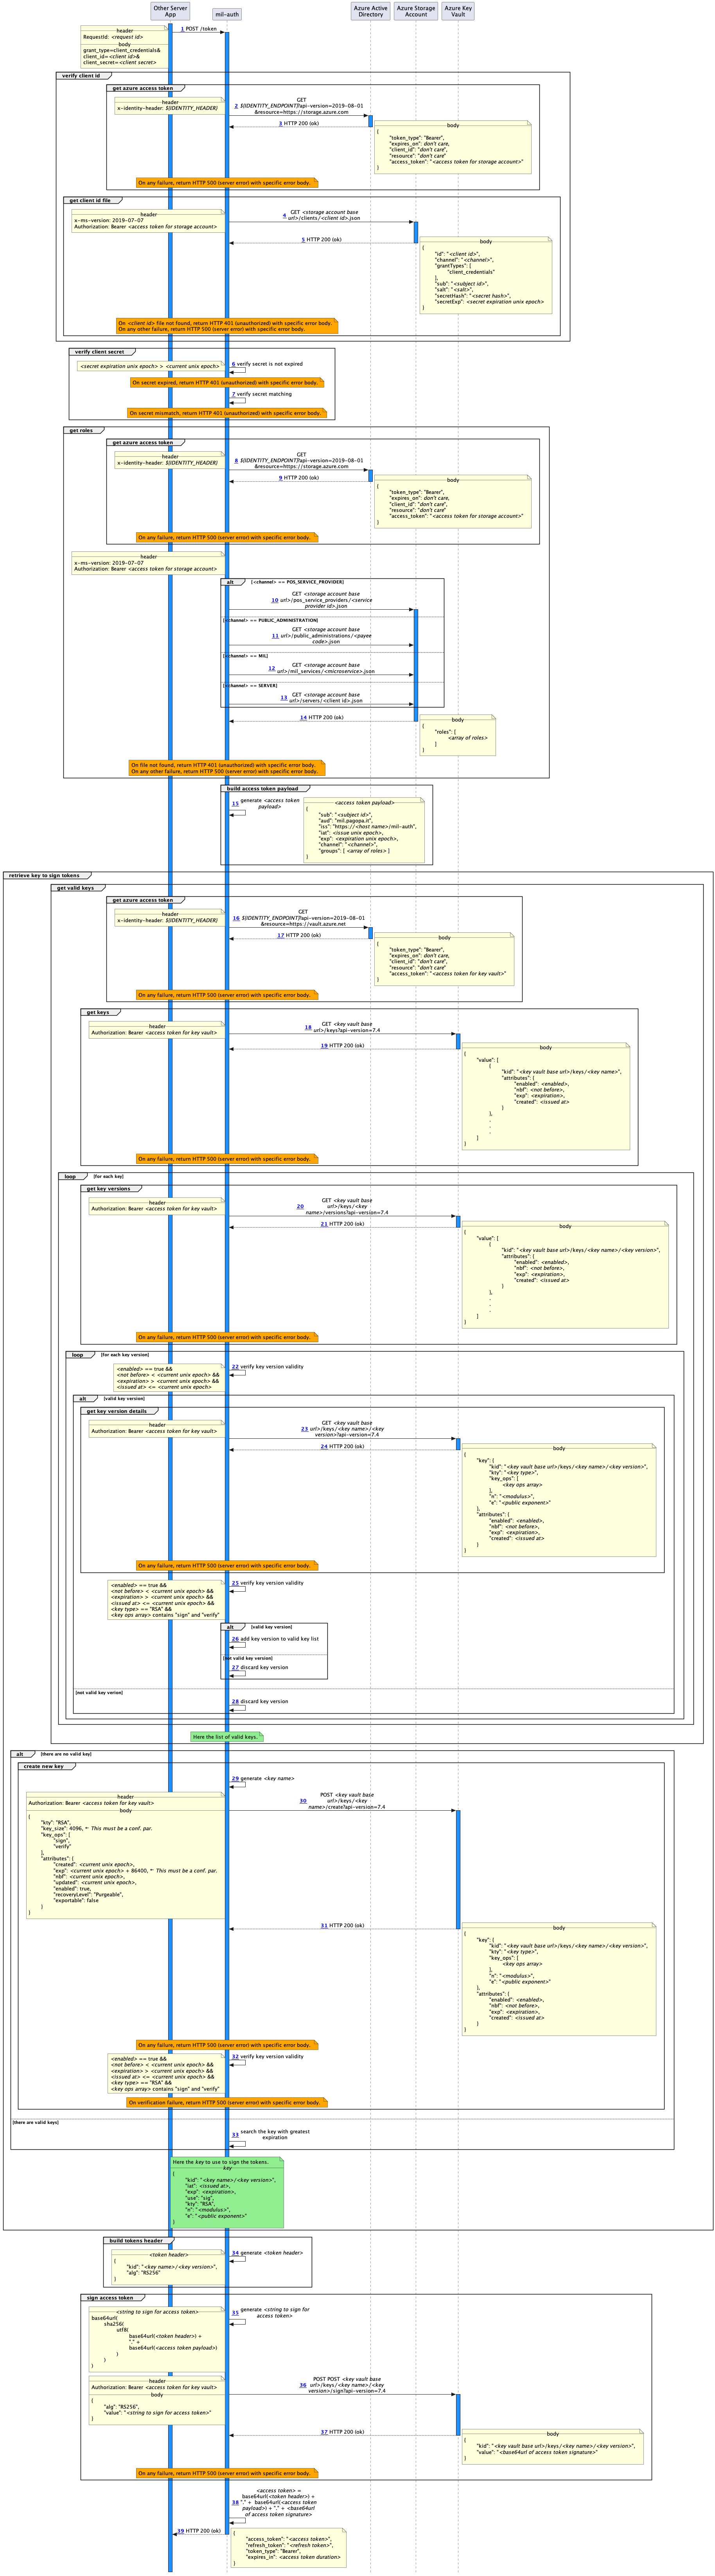 Other Server
App
mil-auth
Azure Active
Directory
Azure Storage
Account
Azure Key
Vault
header
RequestId: <request id>
body
grant_type=client_credentials&
client_id=<client id>&
client_secret=<client secret>
1 POST /token
verify client id
get azure access token
header
x-identity-header: $(IDENTITY_HEADER)
GET
2 $(IDENTITY_ENDPOINT)?api-version=2019-08-01
&resource=https://storage.azure.com
3 HTTP 200 (ok)
body
{
"token_type": "Bearer",
"expires_on": don't care,
"client_id": "don't care",
"resource": "don't care",
"access_token": "<access token for storage account>"
}
On any failure, return HTTP 500 (server error) with specific error body.
get client id file
header
x-ms-version: 2019-07-07
Authorization: Bearer <access token for storage account>
4 GET <storage account base
url>/clients/<client id>.json
5 HTTP 200 (ok)
body
{
"id": "<client id>",
"channel": "<channel>",
"grantTypes": [
"client_credentials"
],
"sub": "<subject id>",
"salt": "<salt>",
"secretHash": "<secret hash>",
"secretExp": <secret expiration unix epoch>
}
On <client id> file not found, return HTTP 401 (unauthorized) with specific error body.
On any other failure, return HTTP 500 (server error) with specific error body.
verify client secret
<secret expiration unix epoch> > <current unix epoch>
6 verify secret is not expired
On secret expired, return HTTP 401 (unauthorized) with specific error body.
7 verify secret matching
On secret mismatch, return HTTP 401 (unauthorized) with specific error body.
get roles
get azure access token
header
x-identity-header: $(IDENTITY_HEADER)
GET
8 $(IDENTITY_ENDPOINT)?api-version=2019-08-01
&resource=https://storage.azure.com
9 HTTP 200 (ok)
body
{
"token_type": "Bearer",
"expires_on": don't care,
"client_id": "don't care",
"resource": "don't care"
"access_token": "<access token for storage account>"
}
On any failure, return HTTP 500 (server error) with specific error body.
header
x-ms-version: 2019-07-07
Authorization: Bearer <access token for storage account>
alt [<channel> == POS_SERVICE_PROVIDER]
GET <storage account base
10 url>/pos_service_providers/<service
provider id>.json
[<channel> == PUBLIC_ADMINISTRATION]
GET <storage account base
11 url>/public_administrations/<payee
code>.json
[<channel> == MIL]
12 GET <storage account base
url>/mil_services/<microservice>.json
[<channel> == SERVER]
13 GET <storage account base
url>/servers/<client id>.json
14 HTTP 200 (ok)
body
{
"roles": [
<array of roles>
]
}
On file not found, return HTTP 401 (unauthorized) with specific error body.
On any other failure, return HTTP 500 (server error) with specific error body.
build access token payload
15 generate <access token
payload>
<access token payload>
{
"sub": "<subject id>",
"aud": "mil.pagopa.it",
"iss": "https://<host name>/mil-auth",
"iat": <issue unix epoch>,
"exp": <expiration unix epoch>,
"channel": "<channel>",
"groups": [ <array of roles> ]
}
retrieve key to sign tokens
get valid keys
get azure access token
header
x-identity-header: $(IDENTITY_HEADER)
GET
16 $(IDENTITY_ENDPOINT)?api-version=2019-08-01
&resource=https://vault.azure.net
17 HTTP 200 (ok)
body
{
"token_type": "Bearer",
"expires_on": don't care,
"client_id": "don't care",
"resource": "don't care"
"access_token": "<access token for key vault>"
}
On any failure, return HTTP 500 (server error) with specific error body.
get keys
header
Authorization: Bearer <access token for key vault>
18 GET <key vault base
url>/keys?api-version=7.4
19 HTTP 200 (ok)
body
{
"value": [
{
"kid": "<key vault base url>/keys/<key name>",
"attributes": {
"enabled": <enabled>,
"nbf": <not before>,
"exp": <expiration>,
"created": <issued at>
}
},
.
.
.
]
}
On any failure, return HTTP 500 (server error) with specific error body.
loop [for each key]
get key versions
header
Authorization: Bearer <access token for key vault>
GET <key vault base
20 url>/keys/<key
name>/versions?api-version=7.4
21 HTTP 200 (ok)
body
{
"value": [
{
"kid": "<key vault base url>/keys/<key name>/<key version>",
"attributes": {
"enabled": <enabled>,
"nbf": <not before>,
"exp": <expiration>,
"created": <issued at>
}
},
.
.
.
]
}
On any failure, return HTTP 500 (server error) with specific error body.
loop [for each key version]
<enabled> == true &&
<not before> < <current unix epoch> &&
<expiration> > <current unix epoch> &&
<issued at> <= <current unix epoch>
22 verify key version validity
alt [valid key version]
get key version details
header
Authorization: Bearer <access token for key vault>
GET <key vault base
23 url>/keys/<key name>/<key
version>?api-version=7.4
24 HTTP 200 (ok)
body
{
"key": {
"kid": "<key vault base url>/keys/<key name>/<key version>",
"kty": "<key type>",
"key_ops": [
<key ops array>
],
"n": "<modulus>",
"e": "<public exponent>"
},
"attributes": {
"enabled": <enabled>,
"nbf": <not before>,
"exp": <expiration>,
"created": <issued at>
}
}
On any failure, return HTTP 500 (server error) with specific error body.
<enabled> == true &&
<not before> < <current unix epoch> &&
<expiration> > <current unix epoch> &&
<issued at> <= <current unix epoch> &&
<key type> == "RSA" &&
<key ops array> contains "sign" and "verify"
25 verify key version validity
alt [valid key version]
26 add key version to valid key list
[not valid key version]
27 discard key version
[not valid key verion]
28 discard key version
Here the list of valid keys.
alt [there are no valid key]
create new key
29 generate <key name>
header
Authorization: Bearer <access token for key vault>
body
{
"kty": "RSA",
"key_size": 4096, ← This must be a conf. par.
"key_ops": [
"sign",
"verify"
],
"attributes": {
"created": <current unix epoch>,
"exp": <current unix epoch> + 86400, ← This must be a conf. par.
"nbf": <current unix epoch>,
"updated": <current unix epoch>,
"enabled": true,
"recoveryLevel": "Purgeable",
"exportable": false
}
}
POST <key vault base
30 url>/keys/<key
name>/create?api-version=7.4
31 HTTP 200 (ok)
body
{
"key": {
"kid": "<key vault base url>/keys/<key name>/<key version>",
"kty": "<key type>",
"key_ops": [
<key ops array>
],
"n": "<modulus>",
"e": "<public exponent>"
},
"attributes": {
"enabled": <enabled>,
"nbf": <not before>,
"exp": <expiration>,
"created": <issued at>
}
}
On any failure, return HTTP 500 (server error) with specific error body.
<enabled> == true &&
<not before> < <current unix epoch> &&
<expiration> > <current unix epoch> &&
<issued at> <= <current unix epoch> &&
<key type> == "RSA" &&
<key ops array> contains "sign" and "verify"
32 verify key version validity
On verification failure, return HTTP 500 (server error) with specific error body.
[there are valid keys]
33 search the key with greatest
expiration
Here the key to use to sign the tokens.
key
{
"kid": "<key name>/<key version>",
"iat": <issued at>,
"exp": <expiration>,
"use": "sig",
"kty": "RSA",
"n": "<modulus>",
"e": "<public exponent>"
}
build tokens header
<token header>
{
"kid": "<key name>/<key version>",
"alg": "RS256"
}
34 generate <token header>
sign access token
<string to sign for access token>
base64url(
sha256(
utf8(
base64url(<token header>) +
"." +
base64url(<access token payload>)
)
)
)
35 generate <string to sign for
access token>
header
Authorization: Bearer <access token for key vault>
body
{
"alg": "RS256",
"value": "<string to sign for access token>"
}
POST POST <key vault base
36 url>/keys/<key name>/<key
version>/sign?api-version=7.4
37 HTTP 200 (ok)
body
{
"kid": "<key vault base url>/keys/<key name>/<key version>",
"value": "<base64url of access token signature>"
}
On any failure, return HTTP 500 (server error) with specific error body.
<access token> =
base64url(<token header>) +
38 "." + base64url(<access token
payload>) + "." + <base64url
of access token signature>
39 HTTP 200 (ok)
{
"access_token": "<access token>",
"refresh_token": "<refresh token>",
"token_type": "Bearer",
"expires_in": <access token duration>
}